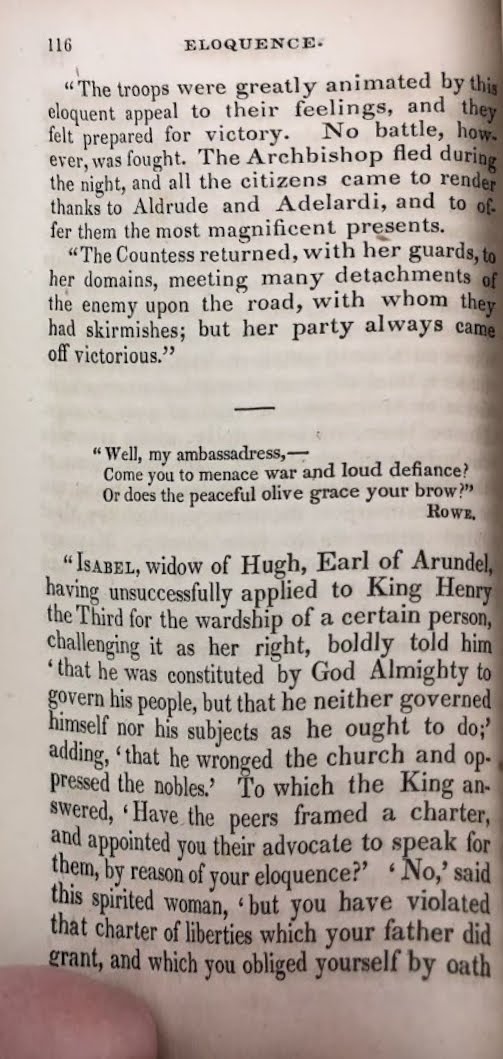 116 ELOQUENCE.
“The troops were greatly animated by this
eloquent appeal to their feelings, and they
felt prepared for victory. No battle, how-
ever, was fought. The Archbishop fled during
the night, and all the citizens came to render
thanks to Aldrude and Adelardi, and to of-
fer them the most magnificent presents.
“The Countess returned, with her guards, to
her domains, meeting many detachments of
the enemy upon the road, with whom they
had skirmishes; but her party always came
off victorious.”
“Well, my ambassadress,—
Come you to menace war and loud defiance?
Or does the peaceful olive grace your brow?”
ROWE.
“ISABEL, widow of Hugh, Earl of Arundel,
having unsuccessfully applied to King Henry
the Third for the wardship of a certain person,
challenging it as her right, boldly told him
‘that he was constituted by God Almighty to
govern his people, but that he neither governed
himself nor his subjects as he ought to do;’
adding, ‘that he wronged the church and op-
pressed the nobles.’ To which the King an-
swered, ‘Have the peers framed a charter,
and appointed you their advocate to speak for
them, by reason of your eloquence?’ ‘No,’ said
this spirited woman, ‘but you have violated
that charter of liberties which your father did
grant, and which you obliged yourself by oath